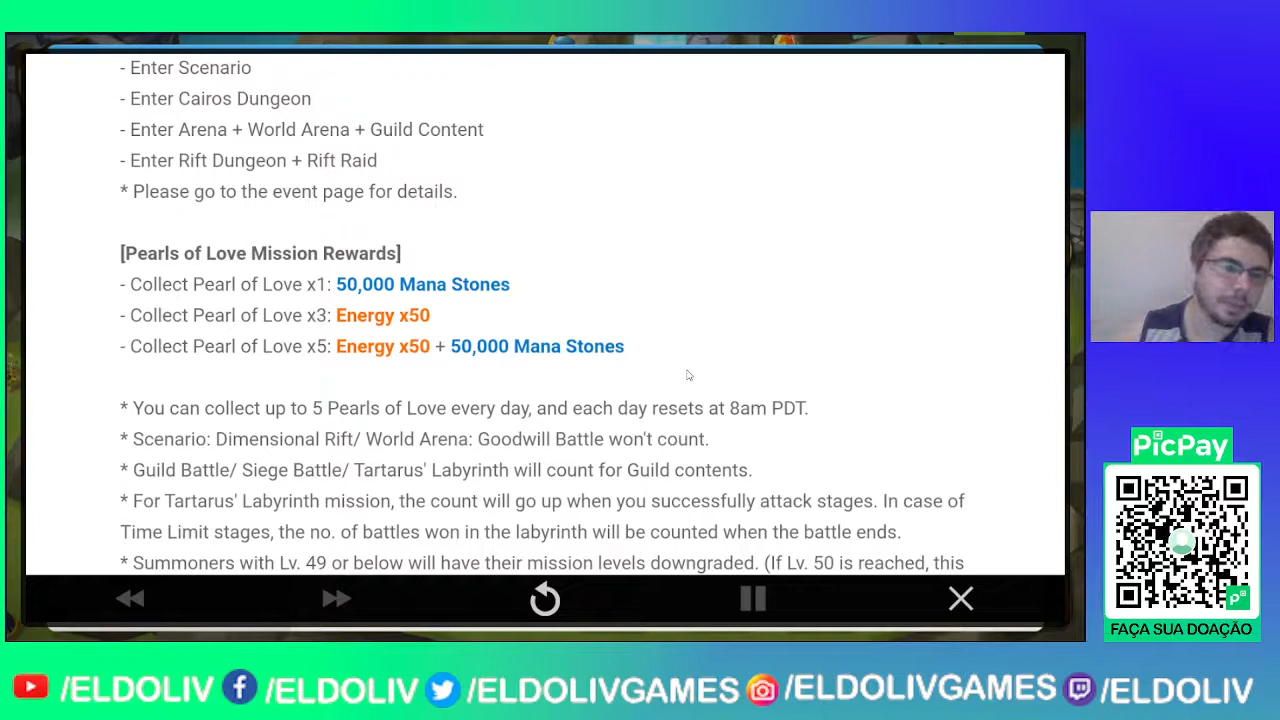 - Enter Scenario
- Enter Cairos Dungeon
- Enter Arena + World Arena + Guild Content
- Enter Rift Dungeon + Rift Raid
* Please go to the event page for details.
[Pearls of Love Mission Rewards]
- Collect Pearl of Love x1: 50,000 Mana Stones
- Collect Pearl of Love x3: Energy x50
- Collect Pearl of Love x5: Energy x50 + 50,000 Mana Stones
* You can collect up to 5 Pearls of Love every day, and each day resets at 8am PDT.
* Scenario: Dimensional Rift/ World Arena: Goodwill Battle won't count.
* Guild Battle/ Siege Battle/ Tartarus' Labyrinth will count for Guild contents.
* For Tartarus' Labyrinth mission, the count will go up when you successfully attack stages. In case of
Time Limit stages, the no. of battles won in the labyrinth will be counted when the battle ends.
* Summoners with Lv. 49 or below will have their mission levels downgraded. (If Lv. 50 is reached, this
PicPay
FAÇA SUA DOAÇÃO
/ELDOLIV /ELDOLIV /ELDOLIVGAMES /ELDOLIVGAMES /ELDOLIV